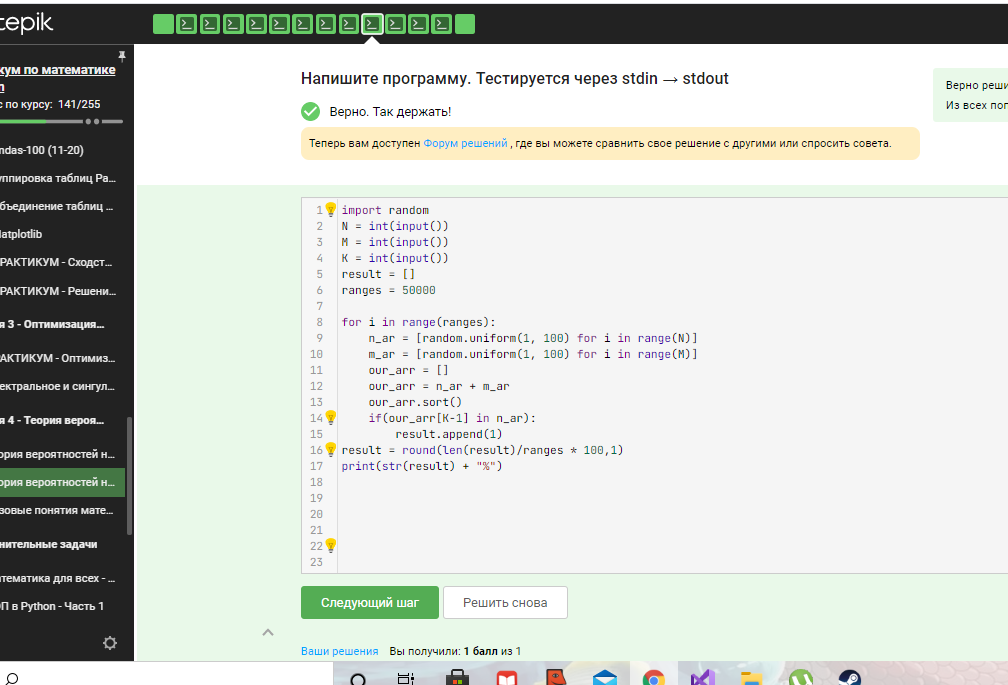 epik
Напишите программу. Тестируется через stdin → stdout
Верно. Так держать!
Теперь вам доступен Форум решений , где вы можете сравнить свое решение с другими или спросить совета.
Верно
Из всех
кум по математике
с по курсу: 141/255
ndas-100 (11-20)
уппировка таблиц Pa...
бъединение таблиц ...
atplotlib
РАКТИКУМ - Сходст...
РАКТИКУМ - Решени...
я 3 - Оптимизация...
АКТИКУМ - Оптимиз...
ектральное и сингул...
я 4 - Теория вероя...
ория вероятностей н...
ория вероятностей н...
зовые понятия мате...
нительные задачи
тематика для всех - ...
П в Python - Часть 1
1 import random
2 N = int(input())
3 M = int(input())
4 K = int(input())
5 result = []
6 ranges = 50000
7
8 for i in range(ranges):
9     n_ar = [random.uniform(1, 100) for i in range(N)]
10     m_ar = [random.uniform(1, 100) for i in range(M)]
11     our_arr = []
12     our_arr = n_ar + m_ar
13     our_arr.sort()
14     if(our_arr[K-1] in n_ar):
15         result.append(1)
16 result = round(len(result)/ranges * 100,1)
17 print(str(result) + "%")
18
19
20
21
22
23
Следующий шаг
Решить снова
Ваши решения Вы получили: 1 балл из 1